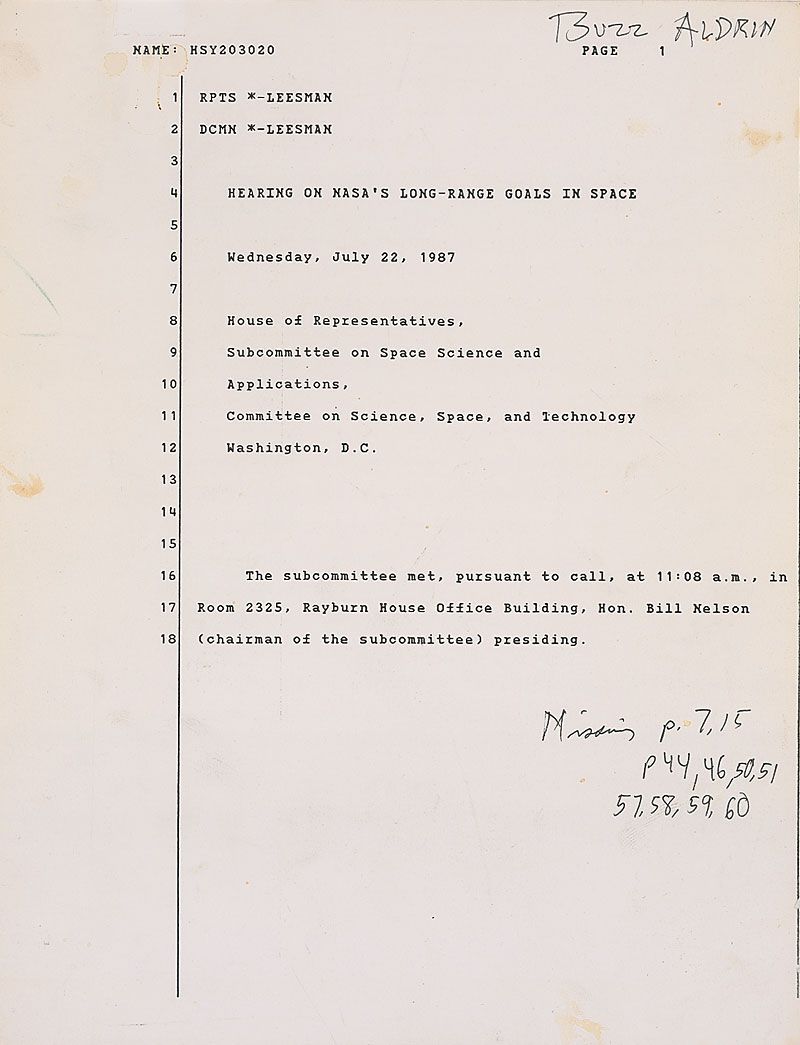 Buzz ALDRIN
NAME: HSY203020 PAGE 1
1 RPTS *-LEESMAN
2 DCMN *-LEESMAN
3
4 HEARING ON NASA'S LONG-RANGE GOALS IN SPACE
5
6 Wednesday, July 22, 1987
7
8 House of Representatives,
9 Subcommittee on Space Science and
10 Applications,
11 Committee on Science, Space, and Technology
12 Washington, D.C.
13
14
15
16 The subcommittee met, pursuant to call, at 11:08 a.m., in
17 Room 2325, Rayburn House Office Building, Hon. Bill Nelson
18 (chairman of the subcommittee) presiding.
Missing p. 7,15
p 44,46,50,51
57,58,59,60